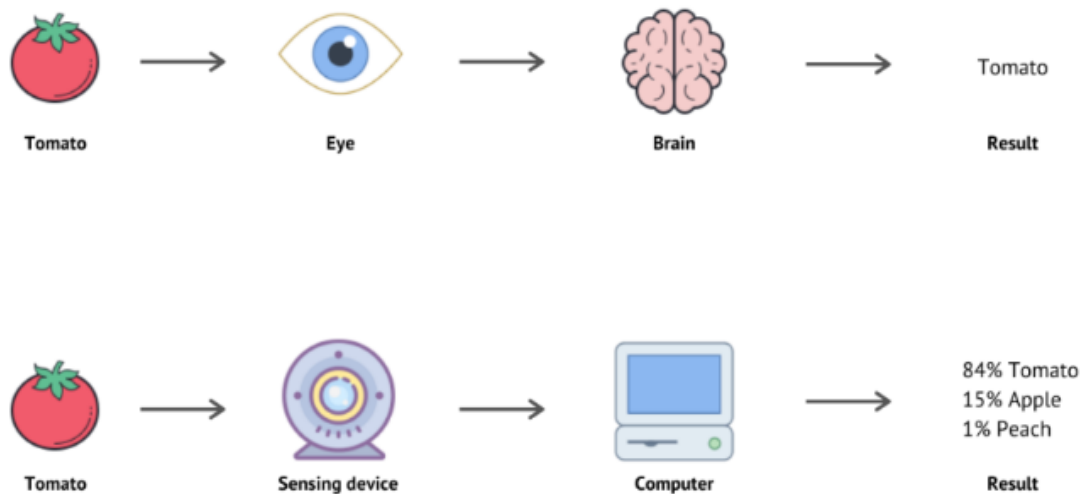 Tomato
Tomato
Eye
Brain
Result
84% Tomato
15% Apple
1% Peach
Tomato
Sensing device
Computer
Result